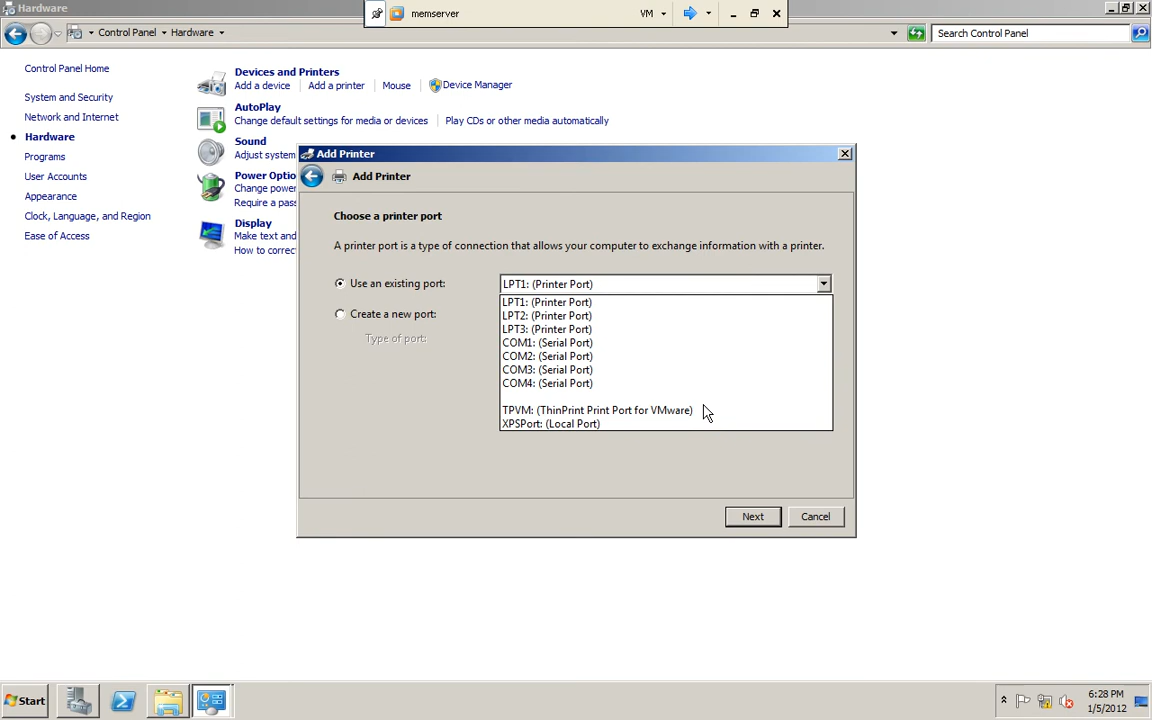 Hardware
memserver
VM
Control Panel
Hardware
Search Control Panel
Control Panel Home
System and Security
Network and Internet
Hardware
Programs
User Accounts
Appearance
Clock, Language, and Region
Ease of Access
Devices and Printers
Add a device
Add a printer
Mouse
Device Manager
AutoPlay
Change default settings for media or devices
Play CDs or other media automatically
Sound
Adjust system
Power Optio
Change power
Require a pas
Display
Make text and
How to correc
Add Printer
Add Printer
Choose a printer port
A printer port is a type of connection that allows your computer to exchange information with a printer.
Use an existing port:
LPT1: (Printer Port)
LPT1: (Printer Port)
LPT2: (Printer Port)
LPT3: (Printer Port)
COM1: (Serial Port)
COM2: (Serial Port)
COM3: (Serial Port)
COM4: (Serial Port)
TPVM: (ThinPrint Print Port for VMware)
XPSPort: (Local Port)
Create a new port:
Type of port:
Next
Cancel
Start
6:28 PM
1/5/2012